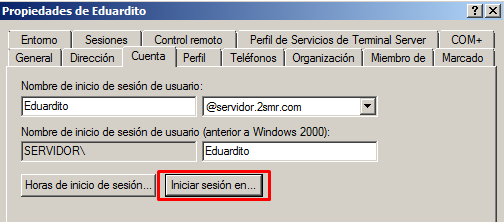 Propiedades de Eduardito
Entorno Sesiones Control remoto Perfil de Servicios de Terminal Server COM+
General Dirección Cuenta Perfil Teléfonos Organización Miembro de Marcado
Nombre de inicio de sesión de usuario:
Eduardito @servidor.2smr.com
Nombre de inicio de sesión de usuario (anterior a Windows 2000):
SERVIDOR\ Eduardito
Horas de inicio de sesión... Iniciar sesión en...